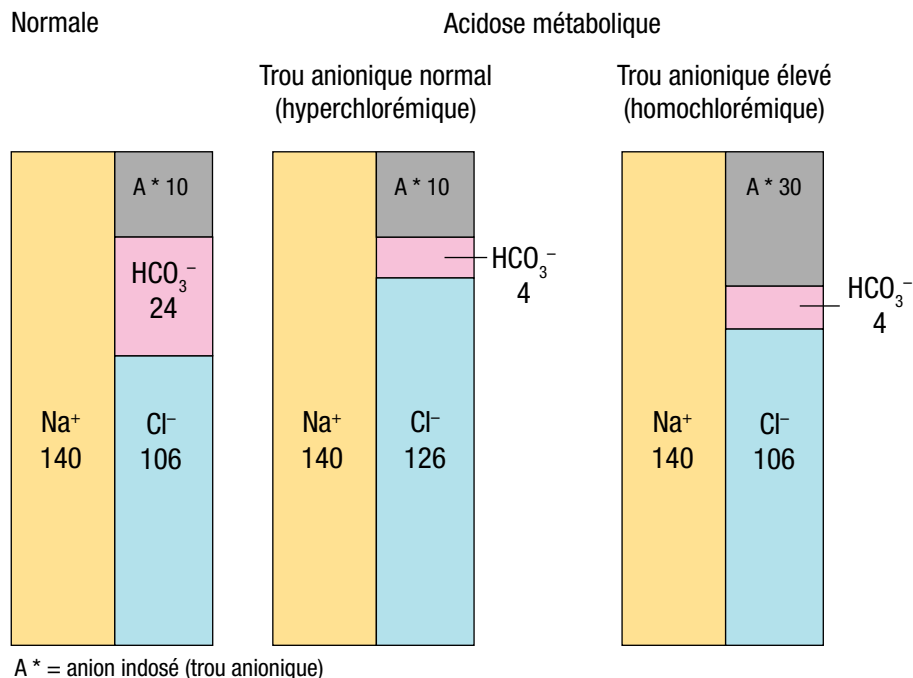 Normale
Acidose métabolique
Trou anionique normal
(hyperchlorémique)
Trou anionique élevé
(homochlorémique)
A * 10
HCO₃⁻
24
Na⁺
140
Cl⁻
106
A * 10
HCO₃⁻
4
Na⁺
140
Cl⁻
126
A * 30
HCO₃⁻
4
Na⁺
140
Cl⁻
106
A * = anion indosé (trou anionique)